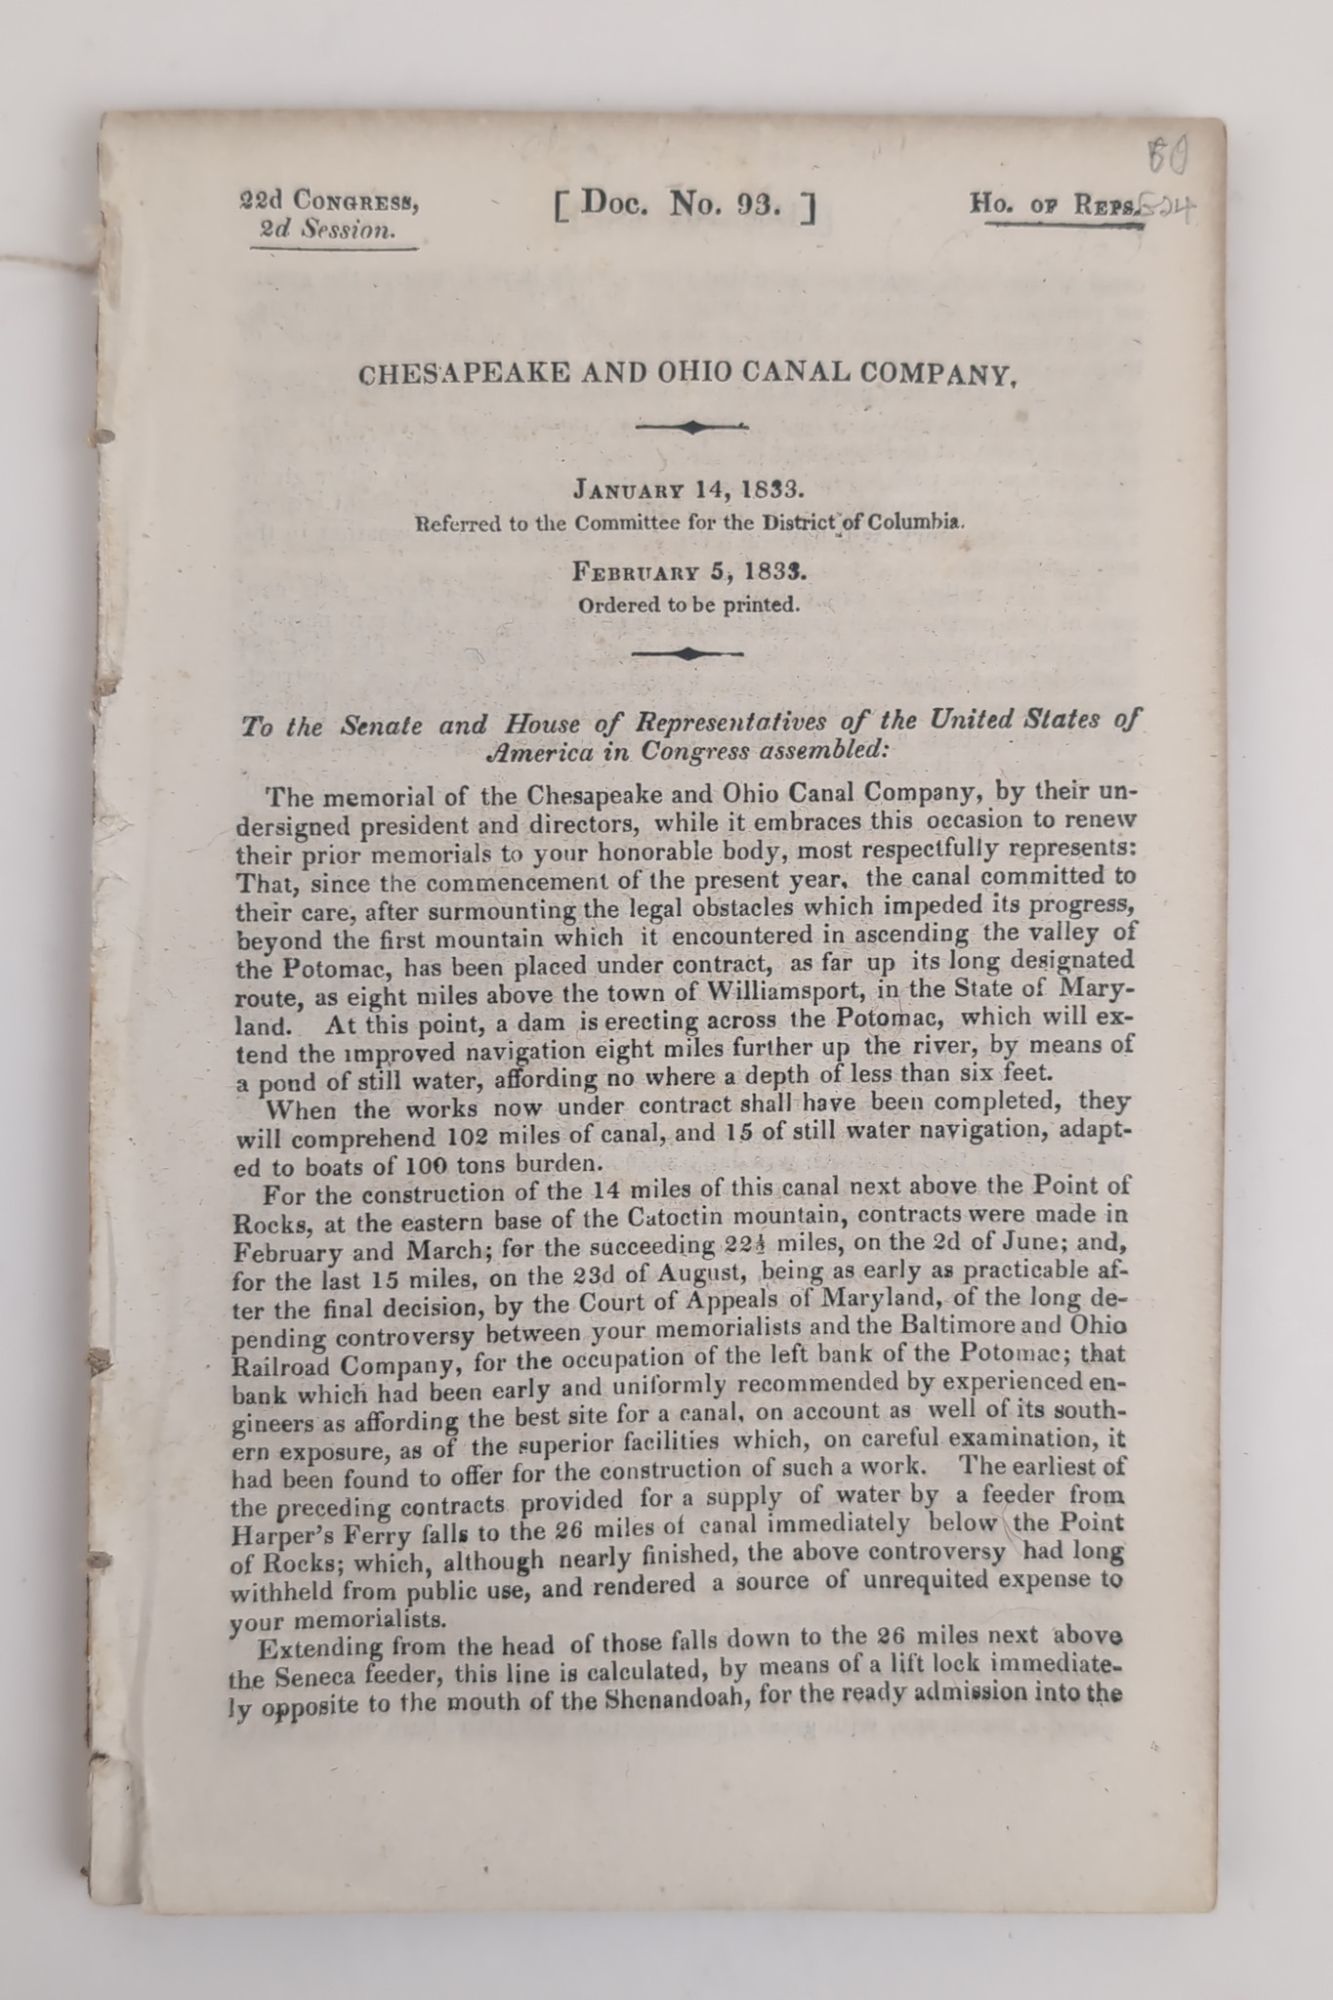 22d Congress,
2d Session.
[ Doc. No. 93. ]
Ho. of Reps.
CHESAPEAKE AND OHIO CANAL COMPANY.
January 14, 1833.
Referred to the Committee for the District of Columbia.
February 5, 1833.
Ordered to be printed.
To the Senate and House of Representatives of the United States of
America in Congress assembled:
The memorial of the Chesapeake and Ohio Canal Company, by their un-
dersigned president and directors, while it embraces this occasion to renew
their prior memorials to your honorable body, most respectfully represents:
That, since the commencement of the present year, the canal committed to
their care, after surmounting the legal obstacles which impeded its progress,
beyond the first mountain which it encountered in ascending the valley of
the Potomac, has been placed under contract, as far up its long designated
route, as eight miles above the town of Williamsport, in the State of Mary-
land. At this point, a dam is erecting across the Potomac, which will ex-
tend the improved navigation eight miles further up the river, by means of
a pond of still water, affording no where a depth of less than six feet.
When the works now under contract shall have been completed, they
will comprehend 102 miles of canal, and 15 of still water navigation, adapt-
ed to boats of 100 tons burden.
For the construction of the 14 miles of this canal next above the Point of
Rocks, at the eastern base of the Catoctin mountain, contracts were made in
February and March; for the succeeding 22½ miles, on the 2d of June; and,
for the last 15 miles, on the 23d of August, being as early as practicable af-
ter the final decision, by the Court of Appeals of Maryland, of the long de-
pending controversy between your memorialists and the Baltimore and Ohio
Railroad Company, for the occupation of the left bank of the Potomac; that
bank which had been early and uniformly recommended by experienced en-
gineers as affording the best site for a canal, on account as well of its south-
ern exposure, as of the superior facilities which, on careful examination, it
had been found to offer for the construction of such a work. The earliest of
the preceding contracts provided for a supply of water by a feeder from
Harper's Ferry falls to the 26 miles of canal immediately below the Point
of Rocks; which, although nearly finished, the above controversy had long
withheld from public use, and rendered a source of unrequited expense to
your memorialists.
Extending from the head of those falls down to the 26 miles next above
the Seneca feeder, this line is calculated, by means of a lift lock immediate-
ly opposite to the mouth of the Shenandoah, for the ready admission into the